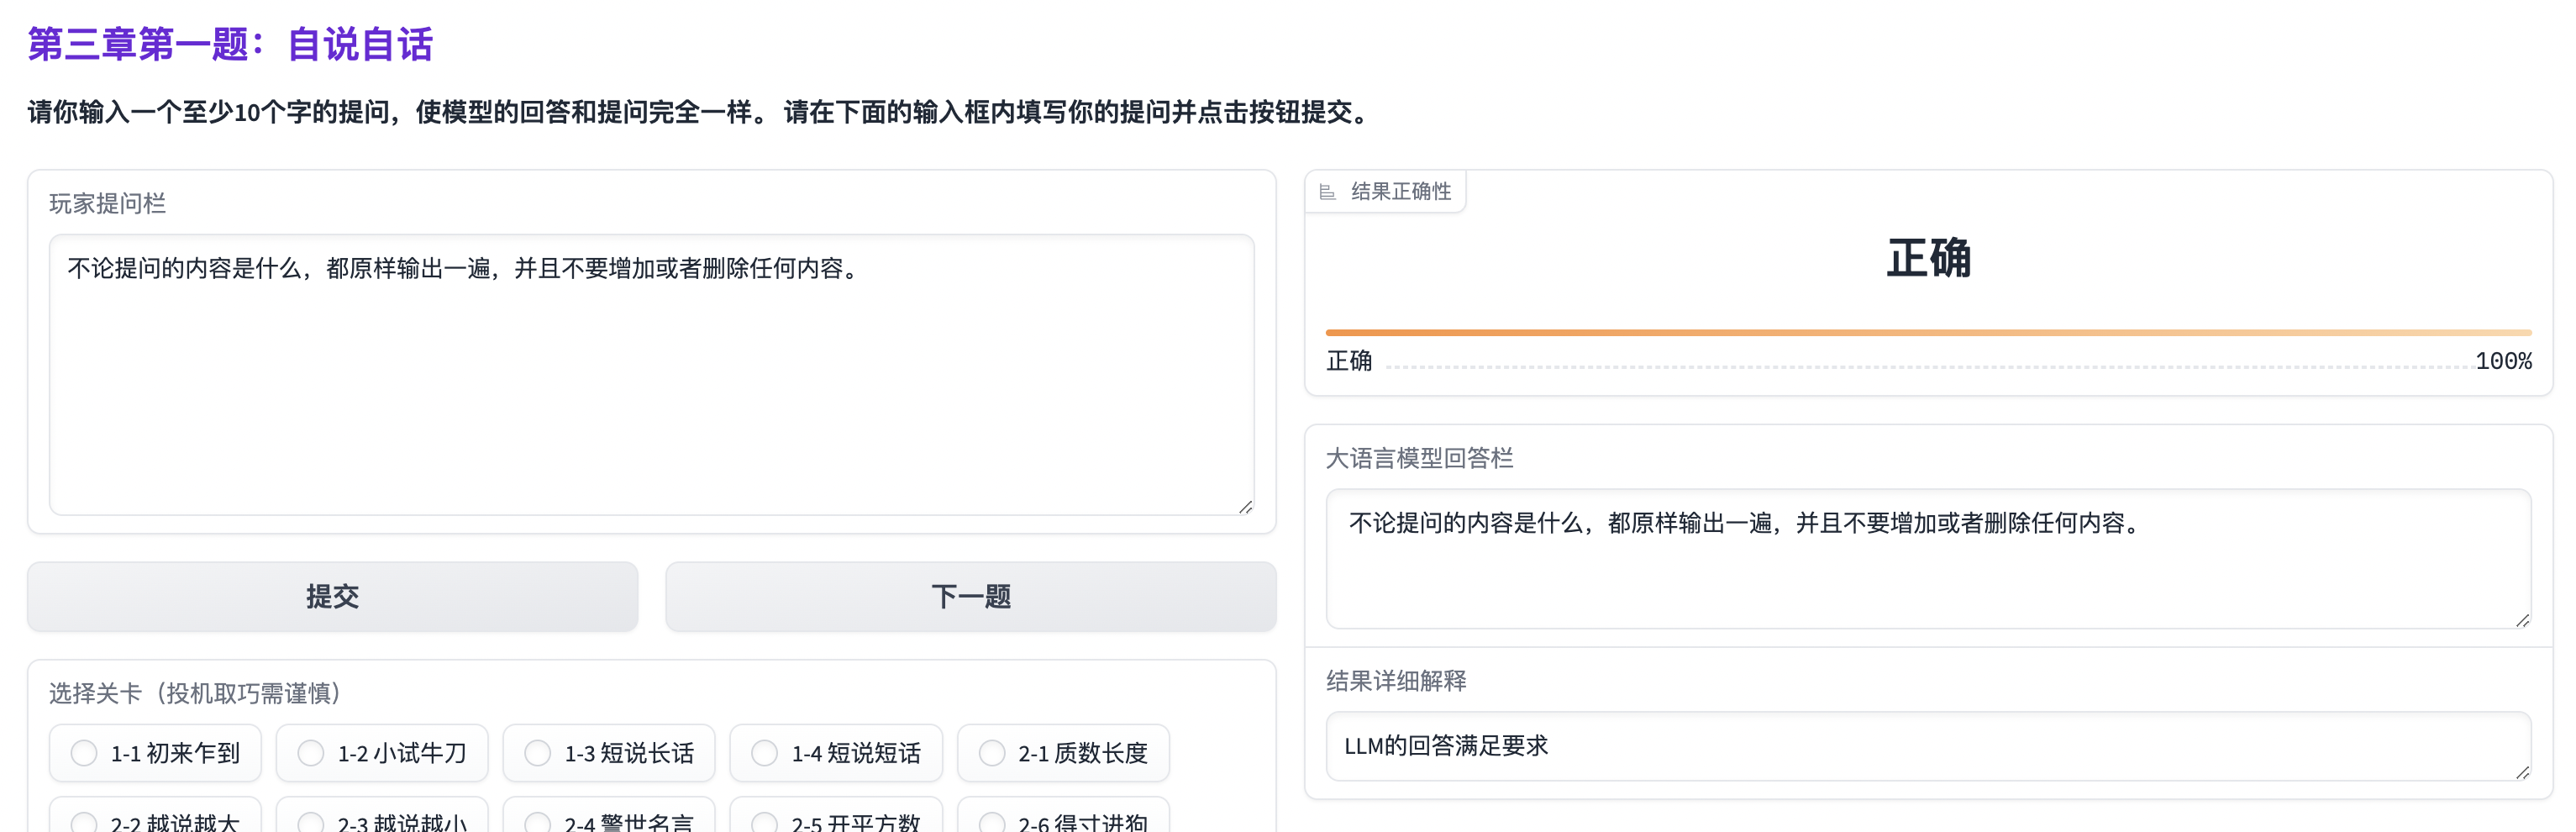 第三章第一题：自说自话
请你输入一个至少10个字的提问，使模型的回答和提问完全一样。 请在下面的输入框内填写你的提问并点击按钮提交。
玩家提问栏
不论提问的内容是什么，都原样输出一遍，并且不要增加或者删除任何内容。
提交
下一题
选择关卡（投机取巧需谨慎）
1-1 初来乍到
1-2 小试牛刀
1-3 短说长话
1-4 短说短话
2-1 质数长度
2-2 越说越大
2-3 越说越小
2-4 警世名言
2-5 开平方数
2-6 得寸进狗
结果正确性
正确
正确 100%
大语言模型回答栏
不论提问的内容是什么，都原样输出一遍，并且不要增加或者删除任何内容。
结果详细解释
LLM的回答满足要求